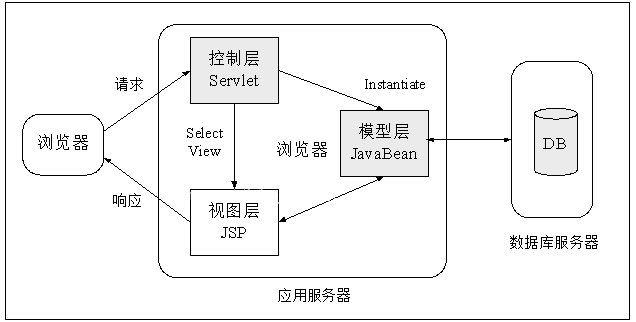 控制层
Servlet
请求
Instantiate
浏览器
Select
View
浏览器
模型层
JavaBean
DB
响应
视图层
JSP
数据库服务器
应用服务器